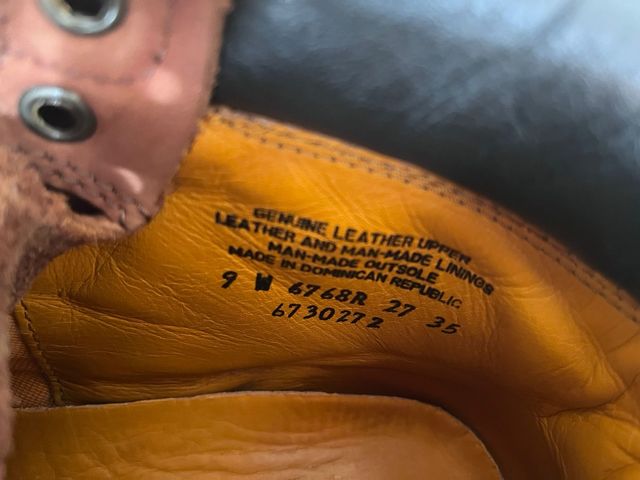 GENUINE LEATHER UPPER
LEATHER AND MAN-MADE LININGS
MAN-MADE OUTSOLE
MADE IN DOMINICAN REPUBLIC
9 W 6768R 27 35
6730272